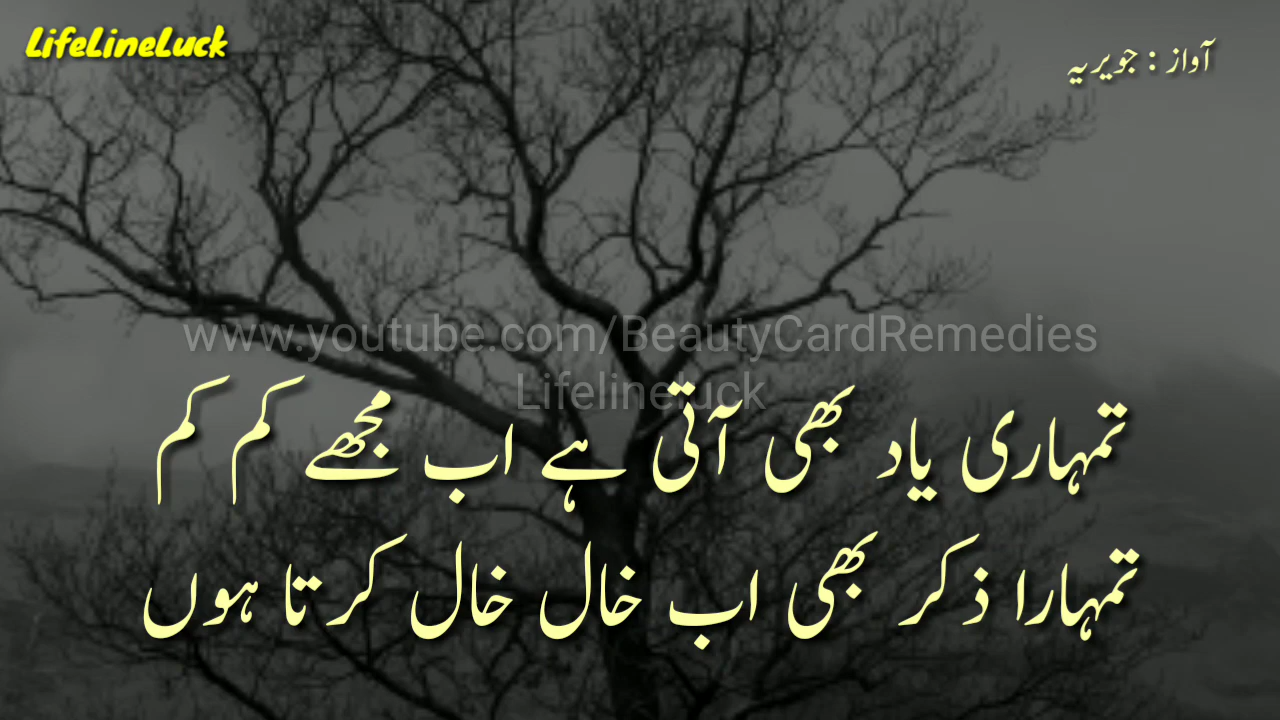 LifeLineLuck
آواز : جویریہ
www.youtube.com/BeautyCardRemedies
Lifelineluck
تمہاری یاد بھی آتی ہے اب مجھے کم کم
تمہارا ذکر بھی اب خال خال کرتا ہوں